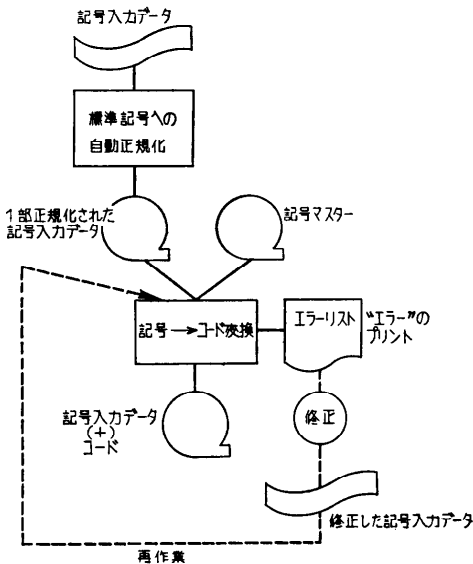 記号入力データ
標準記号への
自動正規化
1部正規化された
記号入力データ
記号マスター
記号→コード変換
エラーリスト
"エラー"の
プリント
記号入力データ
(+)
コード
修正
修正した記号入力データ
再作業